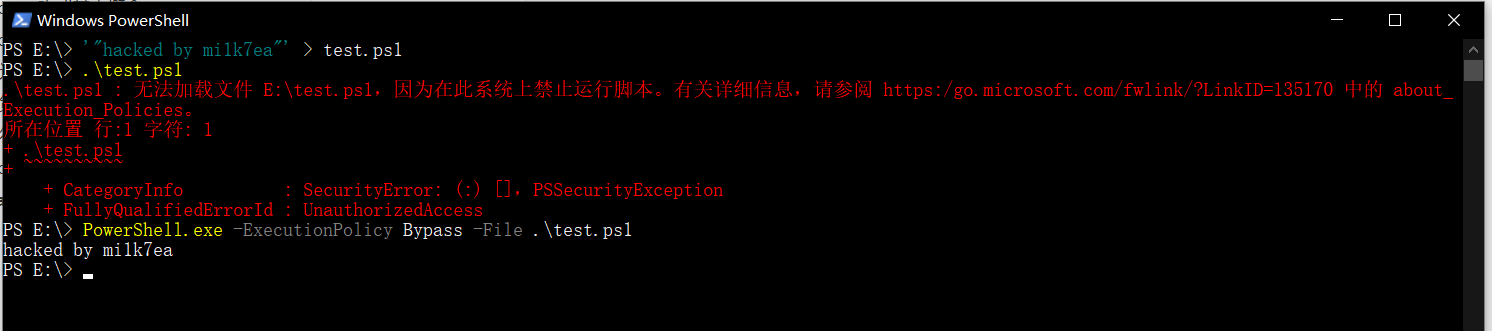 Windows PowerShell
PS E:\> '"hacked by milk7ea"' > test.ps1
PS E:\> .\test.ps1
.\test.ps1 : 无法加载文件 E:\test.ps1，因为在此系统上禁止运行脚本。有关详细信息，请参阅 https:/go.microsoft.com/fwlink/?LinkID=135170 中的 about_
Execution_Policies。
所在位置 行:1 字符: 1
+ .\test.ps1
+ ~~~~~~~~~~
    + CategoryInfo          : SecurityError: (:) []，PSSecurityException
    + FullyQualifiedErrorId : UnauthorizedAccess
PS E:\> PowerShell.exe -ExecutionPolicy Bypass -File .\test.ps1
hacked by milk7ea
PS E:\>